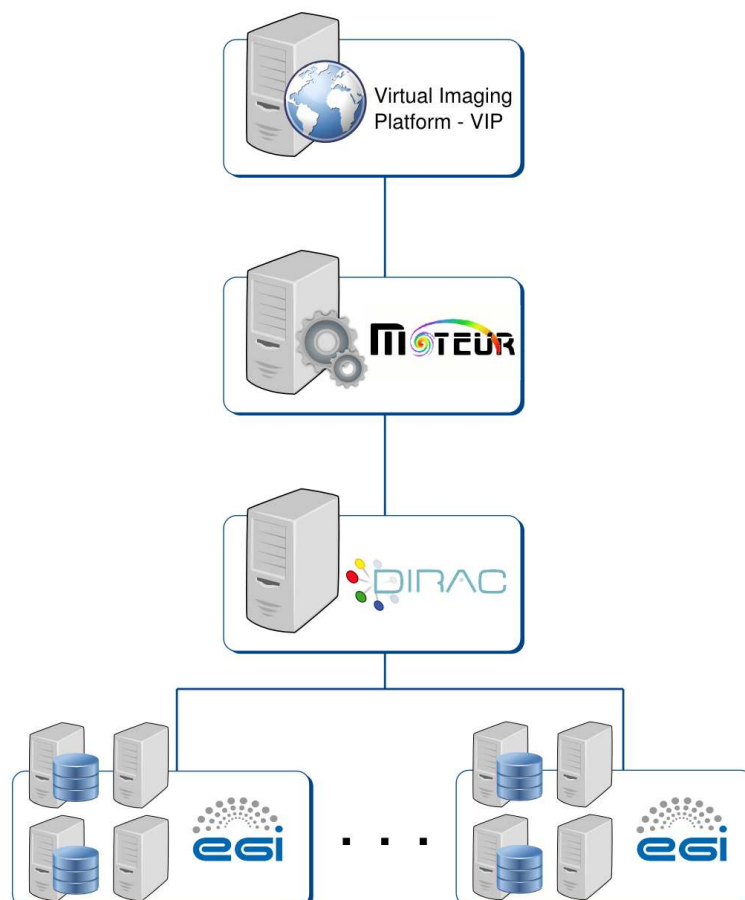 Virtual Imaging
Platform - VIP
MOTEUR
DIRAC
egi
. . .
egi